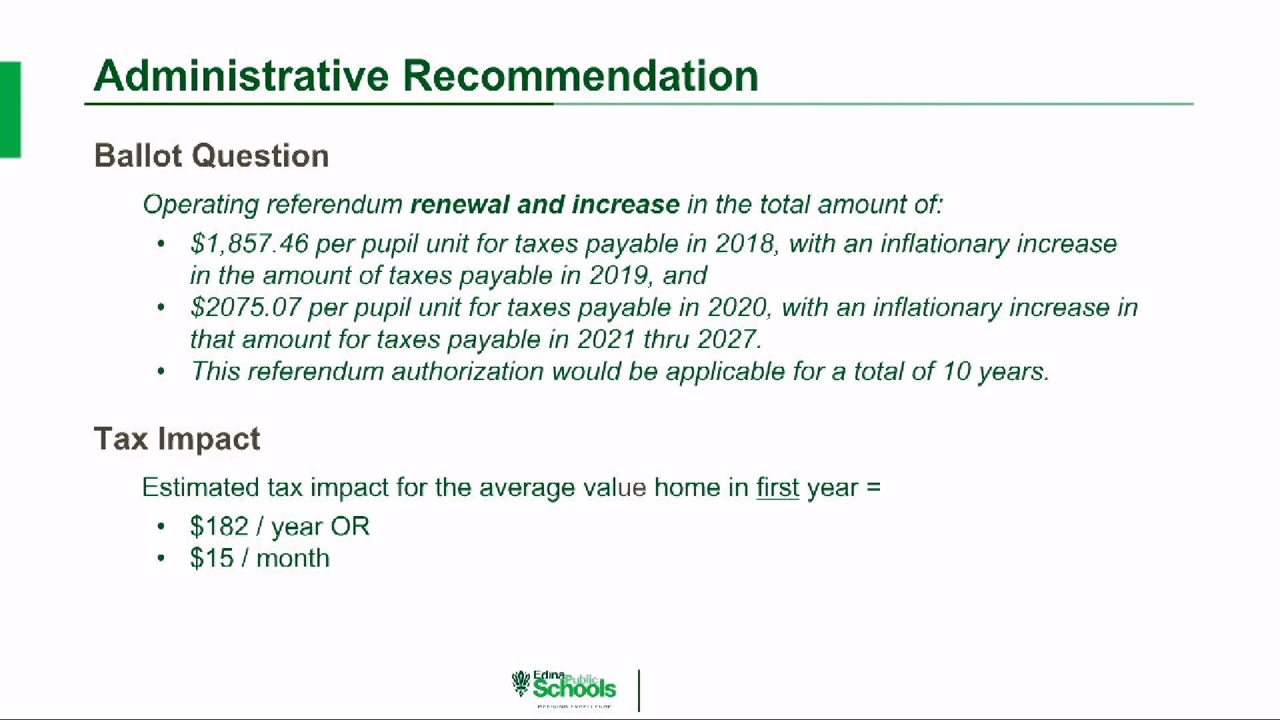 Administrative Recommendation
Ballot Question
Operating referendum renewal and increase in the total amount of:
• $1,857.46 per pupil unit for taxes payable in 2018, with an inflationary increase
in the amount of taxes payable in 2019, and
• $2075.07 per pupil unit for taxes payable in 2020, with an inflationary increase in
that amount for taxes payable in 2021 thru 2027.
• This referendum authorization would be applicable for a total of 10 years.
Tax Impact
Estimated tax impact for the average value home in first year =
• $182 / year OR
• $15 / month
Edina Public
Schools
DEFINING EXCELLENCE